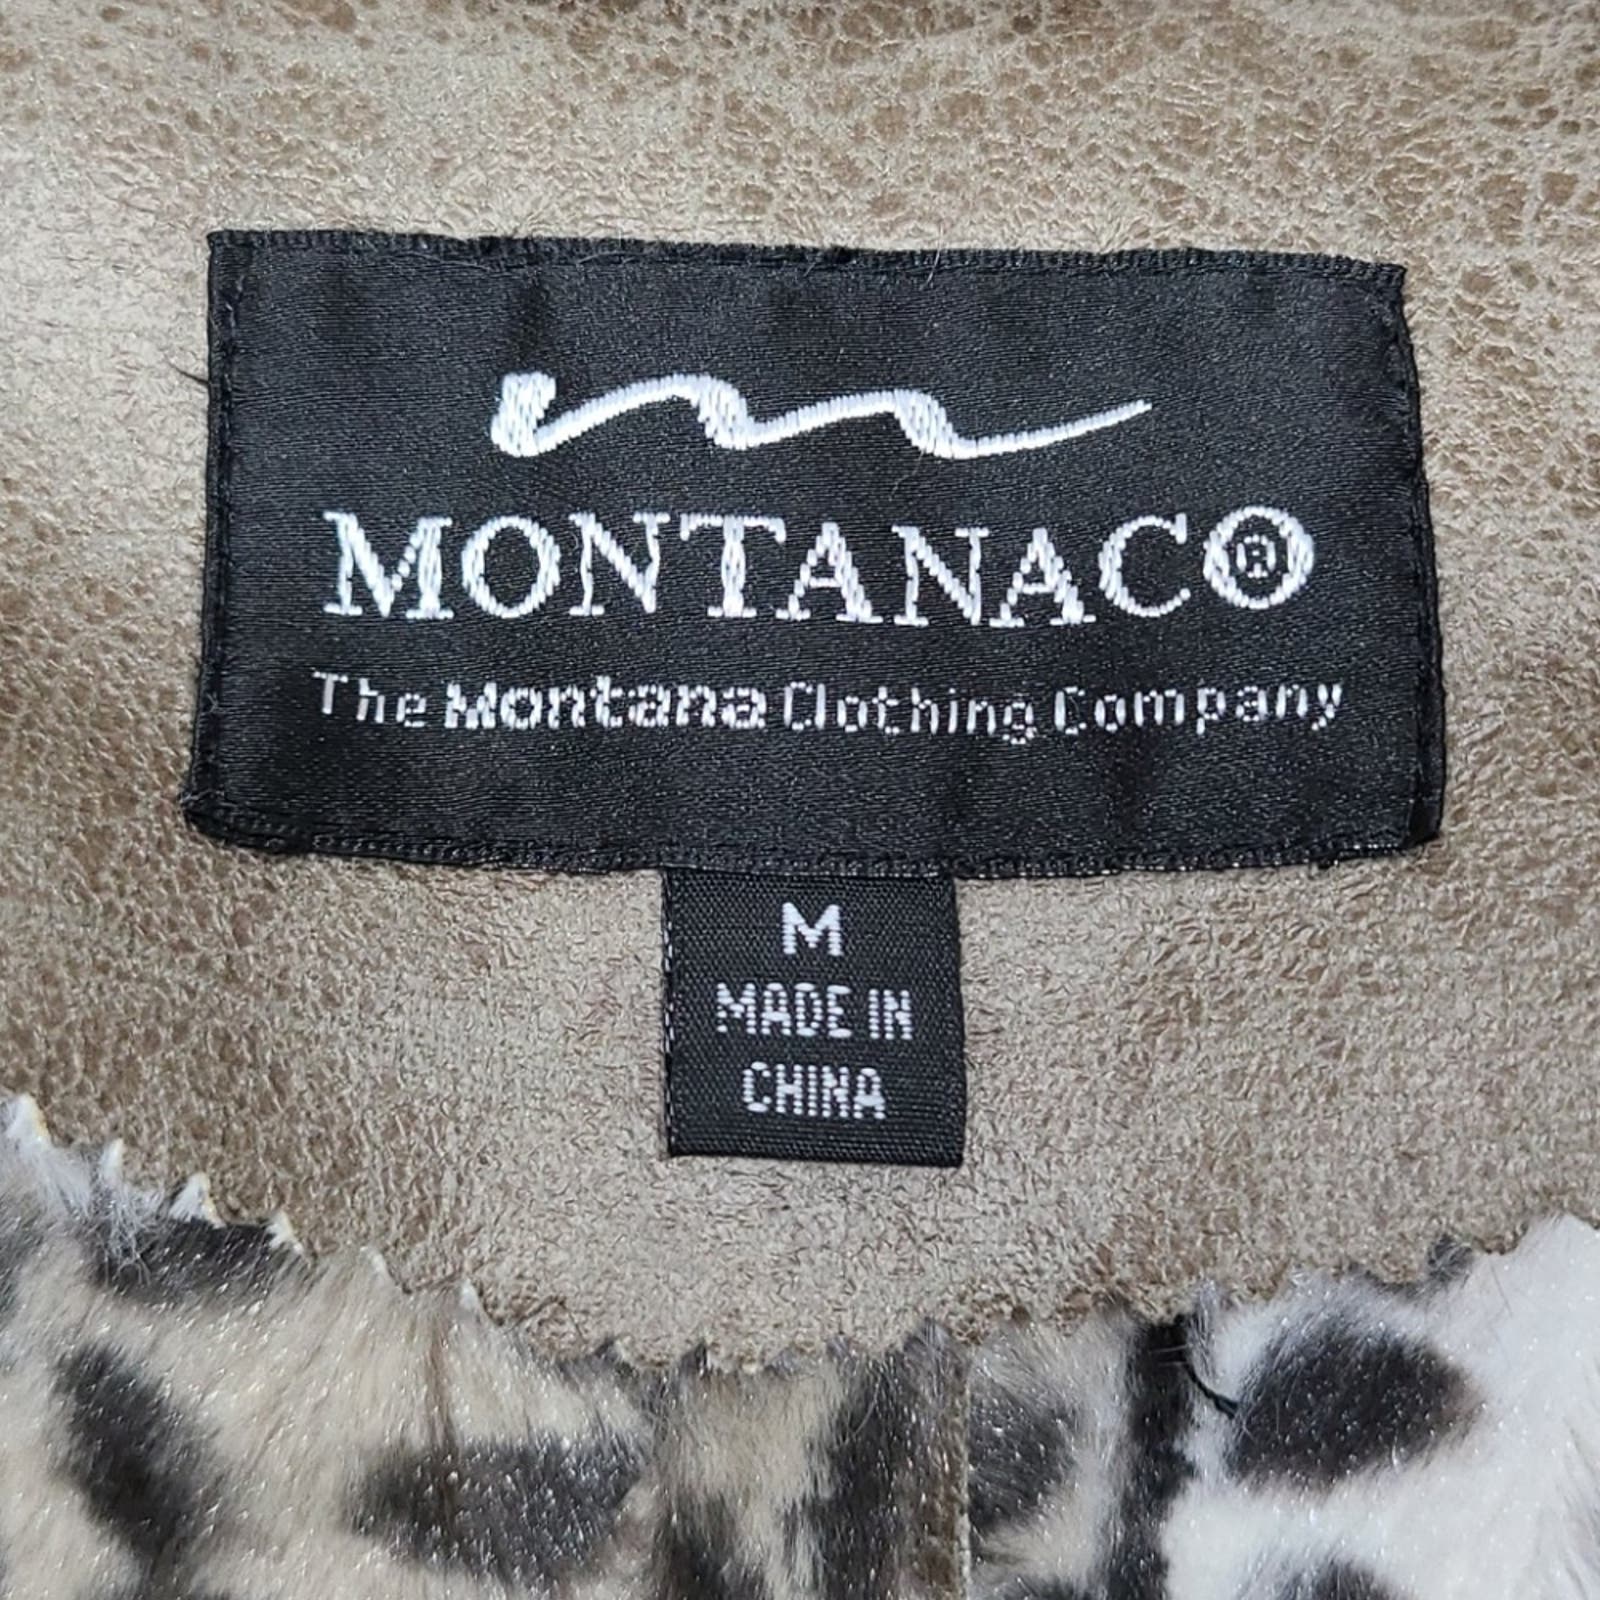 MONTANACO®
The Montana Clothing Company
M
MADE IN
CHINA